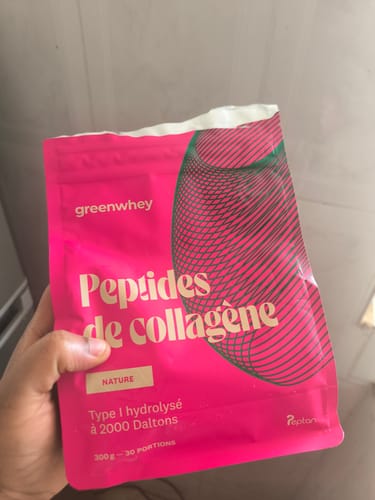 greenwhey
Peptides
de collagène
NATURE
Type I hydrolysé
à 2000 Daltons
300g — 30 PORTIONS
Peptan